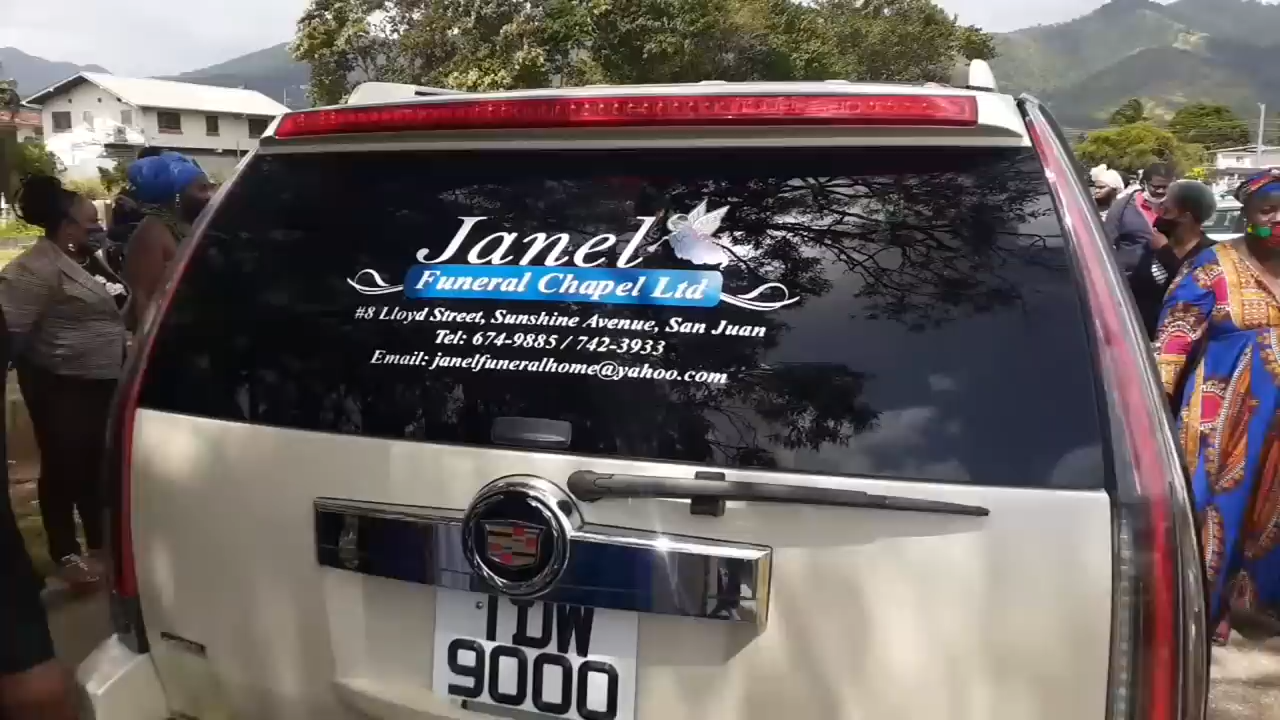 Janel
Funeral Chapel Ltd
#8 Lloyd Street, Sunshine Avenue, San Juan
Tel: 674-9885 / 742-3933
Email: janelfuneralhome@yahoo.com
TDW
9000